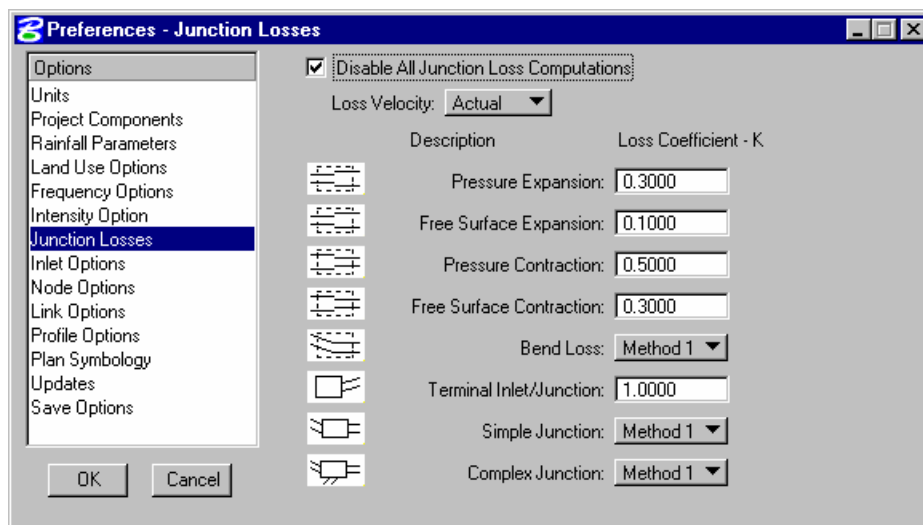 Preferences - Junction Losses
Options
Units
Project Components
Rainfall Parameters
Land Use Options
Frequency Options
Intensity Option
Junction Losses
Inlet Options
Node Options
Link Options
Profile Options
Plan Symbology
Updates
Save Options
OK Cancel
Disable All Junction Loss Computations
Loss Velocity: Actual
Description Loss Coefficient - K
Pressure Expansion: 0.3000
Free Surface Expansion: 0.1000
Pressure Contraction: 0.5000
Free Surface Contraction: 0.3000
Bend Loss: Method 1
Terminal Inlet/Junction: 1.0000
Simple Junction: Method 1
Complex Junction: Method 1